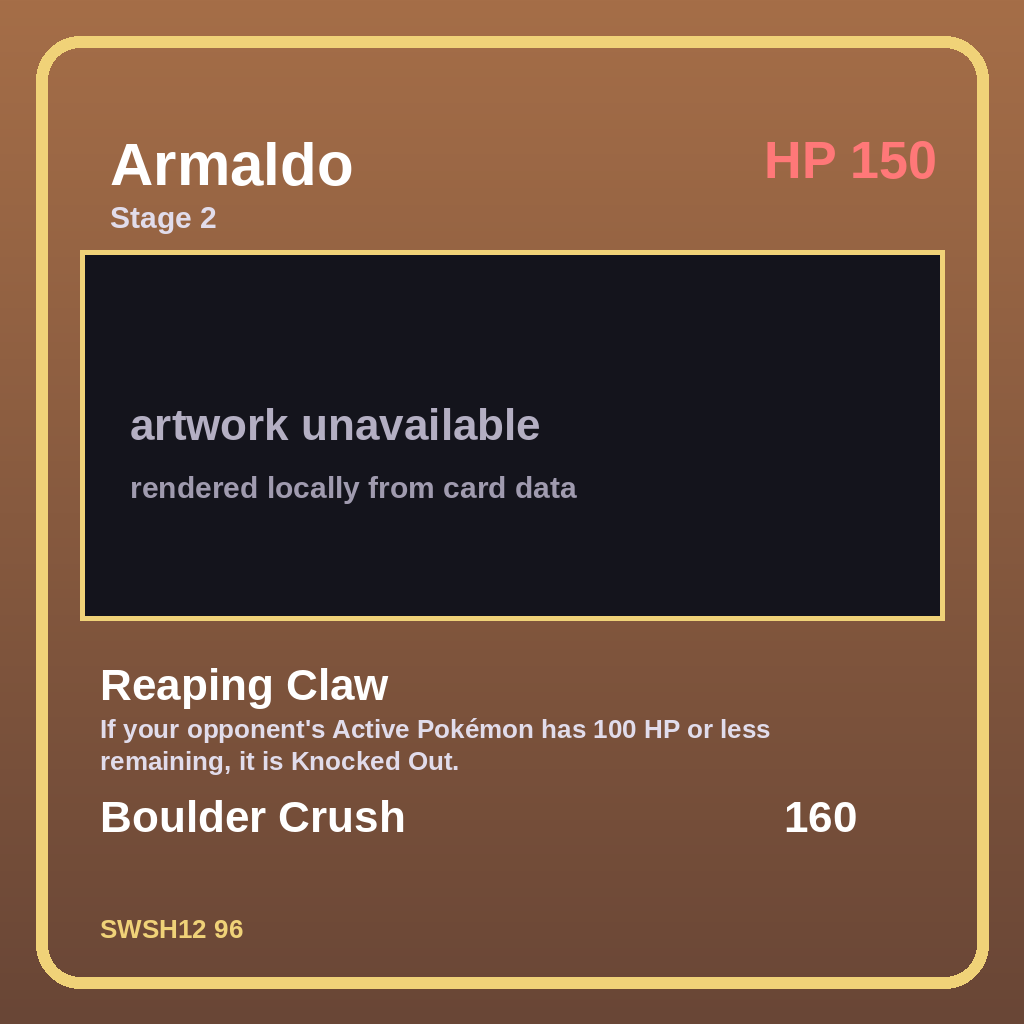 Armaldo
HP 150
Stage 2
artwork unavailable
rendered locally from card data
Reaping Claw
If your opponent's Active Pokémon has 100 HP or less
remaining, it is Knocked Out.
Boulder Crush 160
SWSH12 96